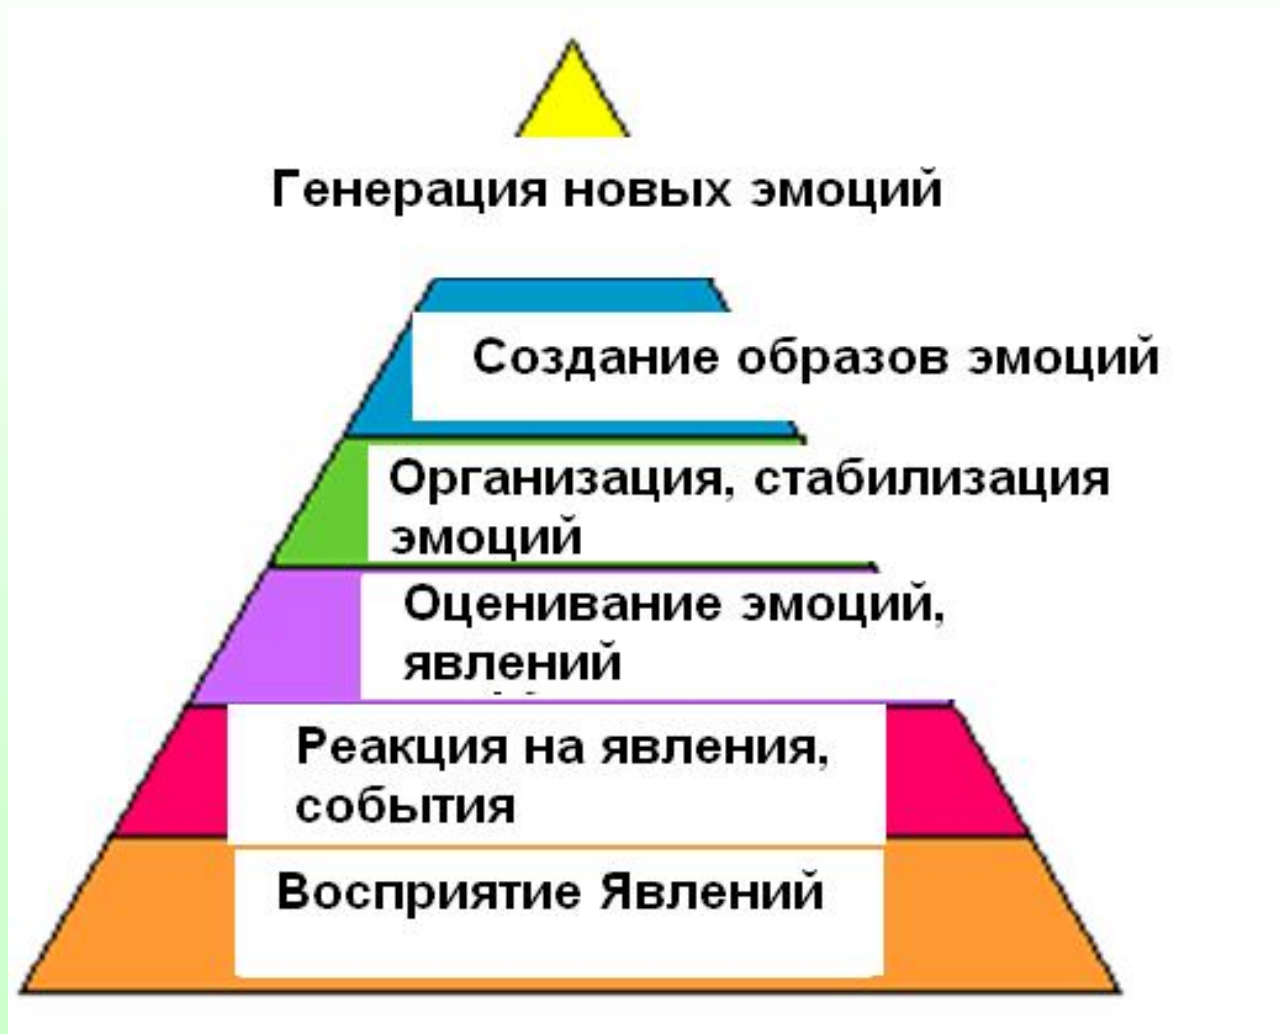 Генерация новых эмоций
Создание образов эмоций
Организация, стабилизация
эмоций
Оценивание эмоций,
явлений
Реакция на явления,
события
Восприятие Явлений